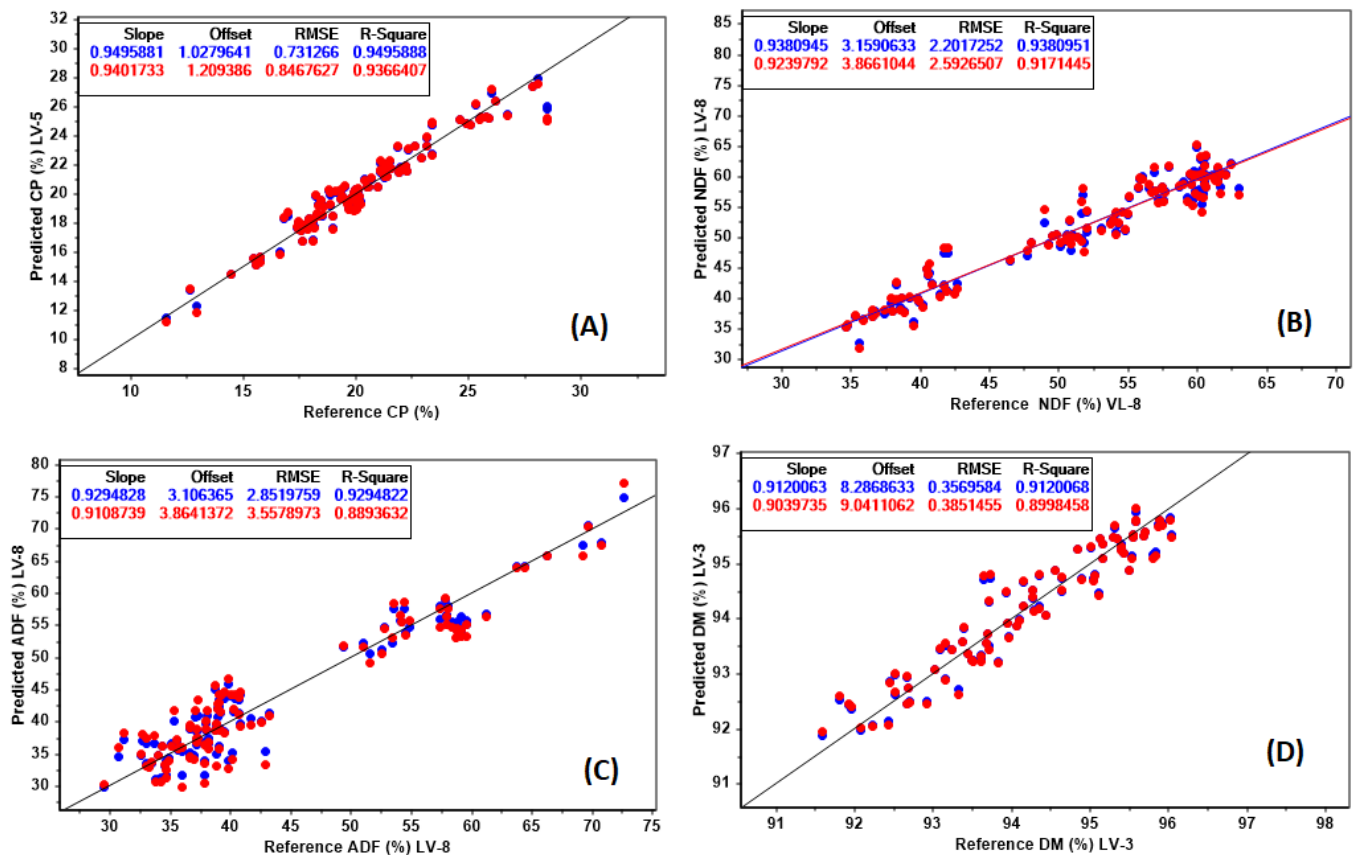 Slope Offset RMSE R-Square
0.9495881 1.0279641 0.731266 0.9495888
0.9401733 1.209386 0.8467627 0.9366407
Predicted CP (%) LV-5
32
30
28
26
24
22
20
18
16
14
12
10
8
(A)
10 15 20 25 30
Reference CP (%)
Slope Offset RMSE R-Square
0.9380945 3.1590633 2.2017252 0.9380951
0.9239792 3.8661044 2.5926507 0.9171445
Predicted NDF (%) LV-8
85
80
75
70
65
60
55
50
45
40
35
30
(B)
30 35 40 45 50 55 60 65 70
Reference NDF (%) VL-8
Slope Offset RMSE R-Square
0.9294828 3.106365 2.8519759 0.9294822
0.9108739 3.8641372 3.5578973 0.8893632
Predicted ADF (%) LV-8
80
75
70
65
60
55
50
45
40
35
30
(C)
30 35 40 45 50 55 60 65 70 75
Reference ADF (%) LV-8
Slope Offset RMSE R-Square
0.9120063 8.2868633 0.3569584 0.9120068
0.9039735 9.0411062 0.3851455 0.8998458
Predicted DM (%) LV-3
97
96
95
94
93
92
91
(D)
91 92 93 94 95 96 97 98
Reference DM (%) LV-3